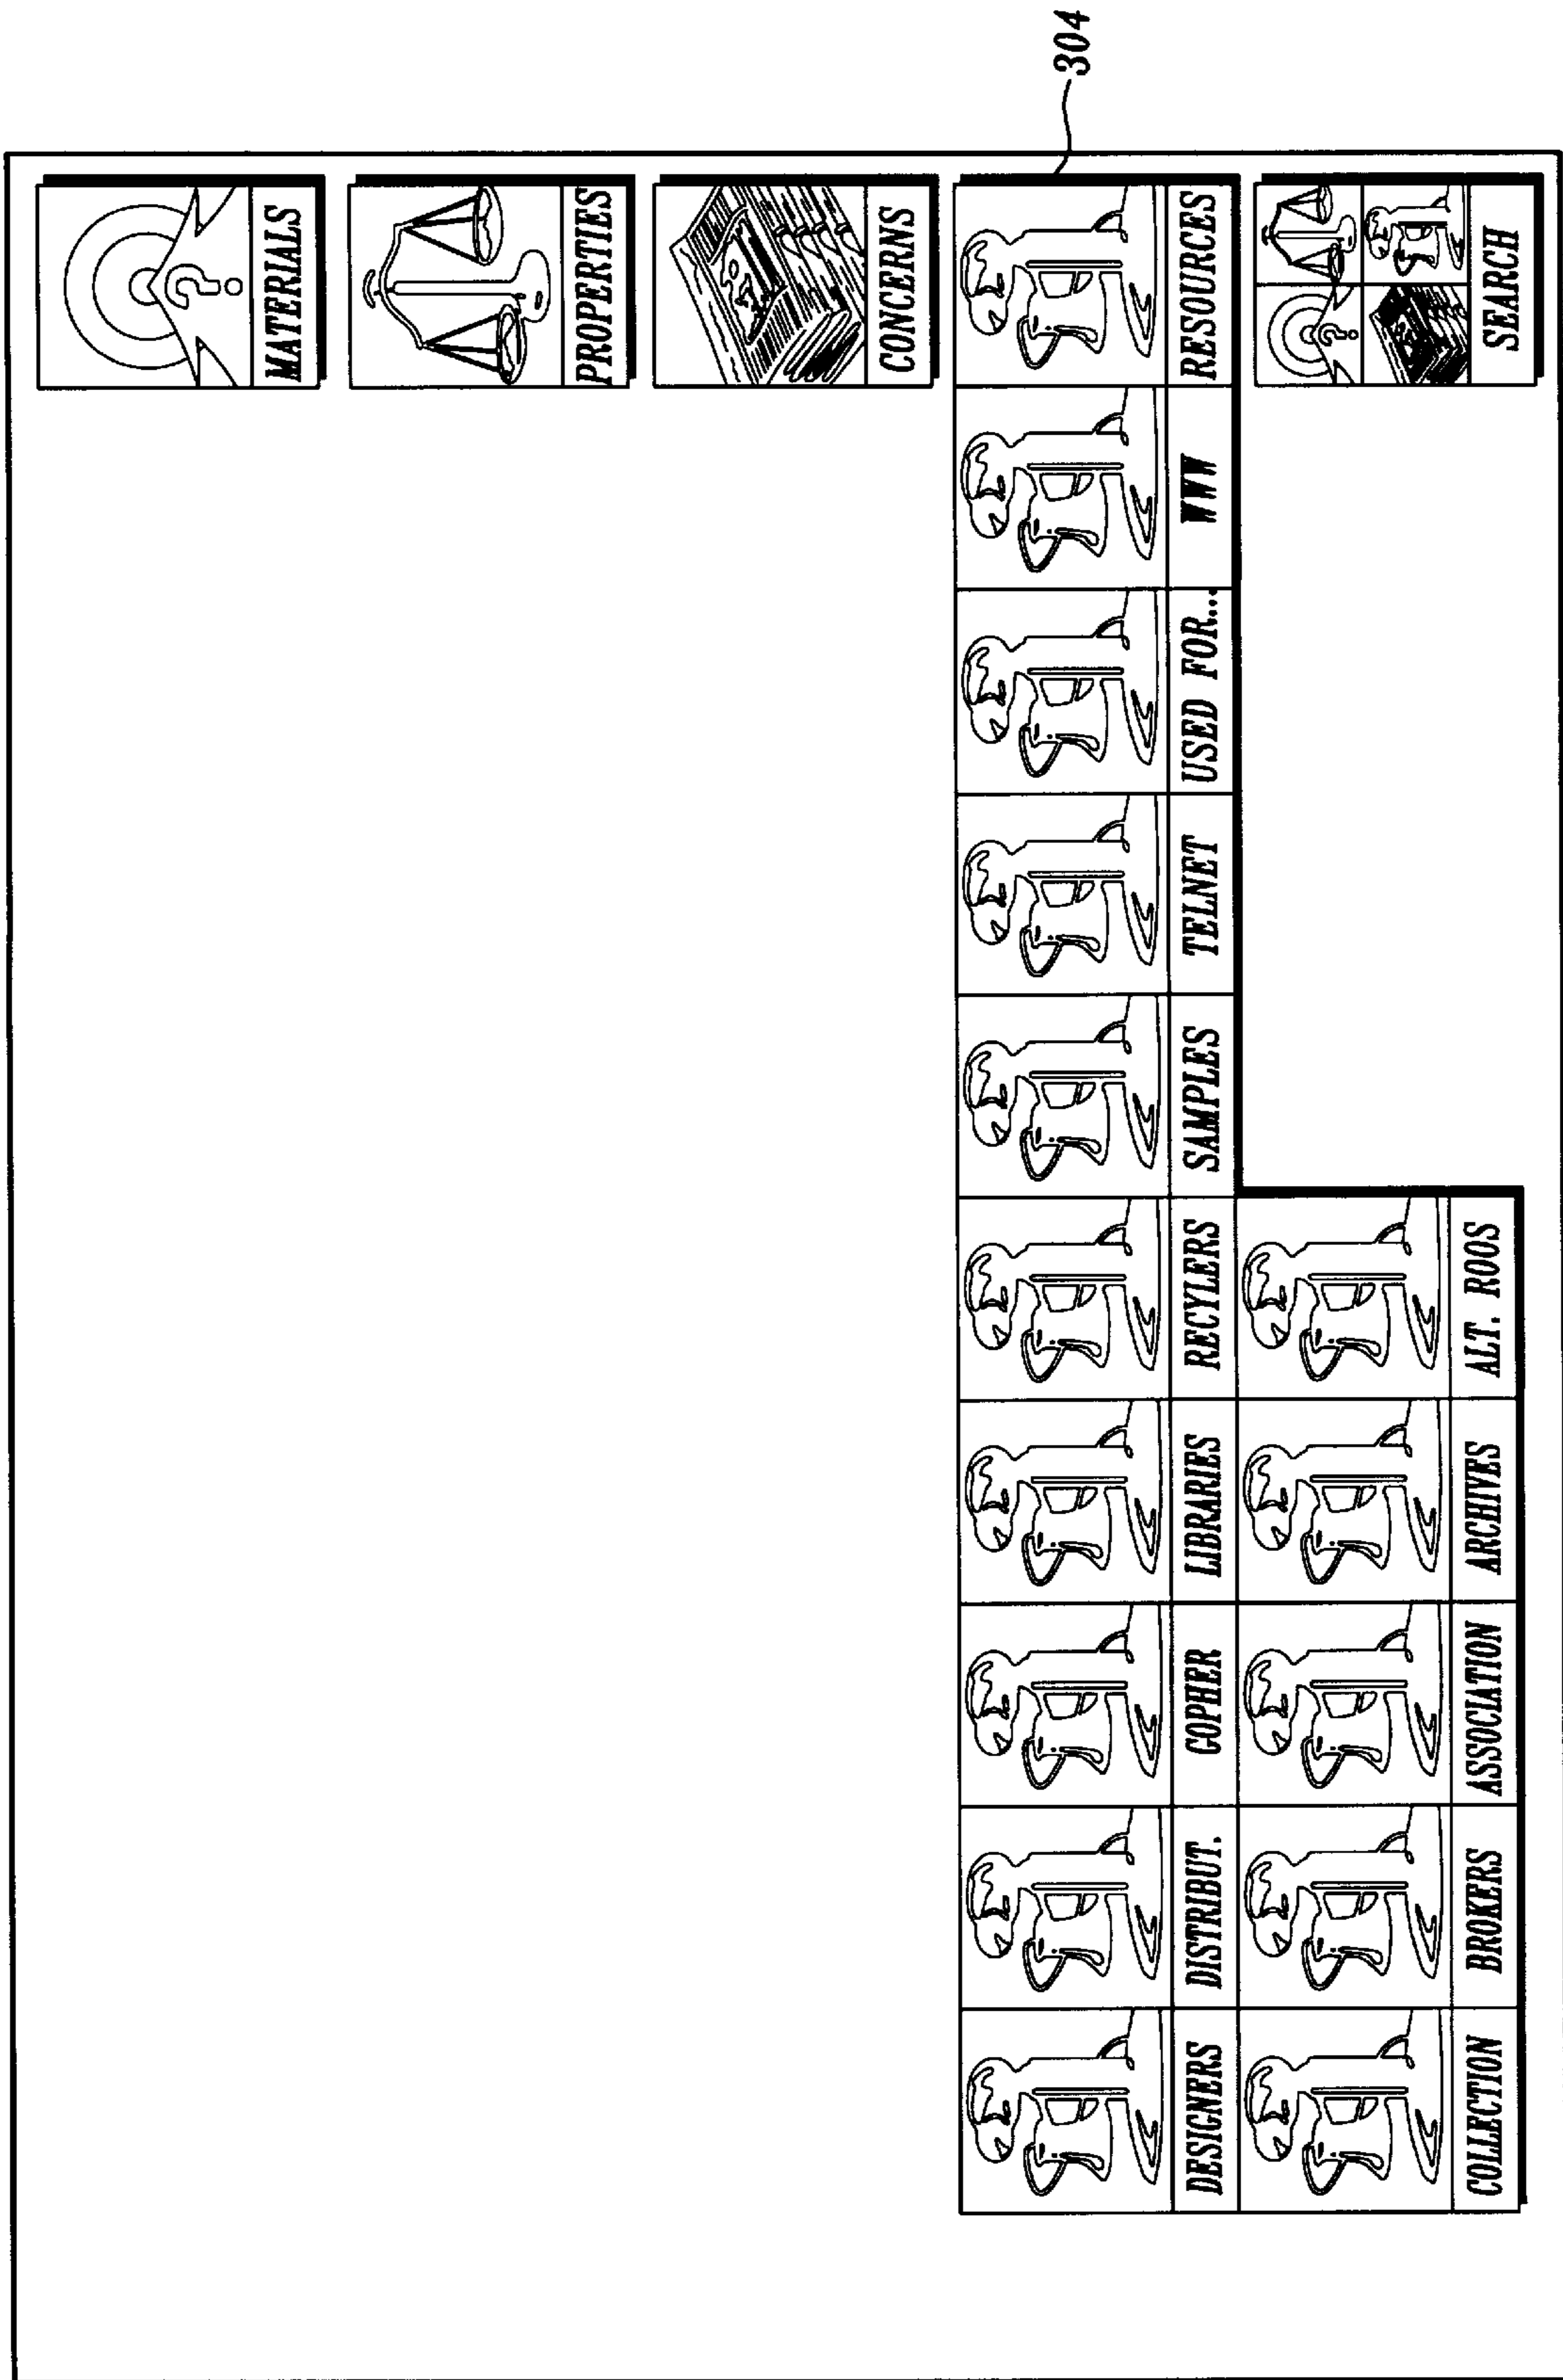 MATERIALS
PROPERTIES
CONCERNS
304
DESIGNERS DISTRIBUT. GOPHER LIBRARIES RECYLERS SAMPLES TELNET USED FOR... WWW RESOURCES
COLLECTION BROKERS ASSOCIATION ARCHIVES ALT. ROOS SEARCH